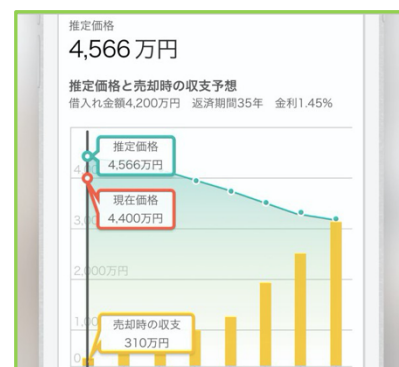 推定価格
4,566万円
推定価格と売却時の収支予想
借入れ金額4,200万円 返済期間35年 金利1.45%
推定価格
4,566万円
現在価格
4,400万円
2,000万円
売却時の収支
310万円
0